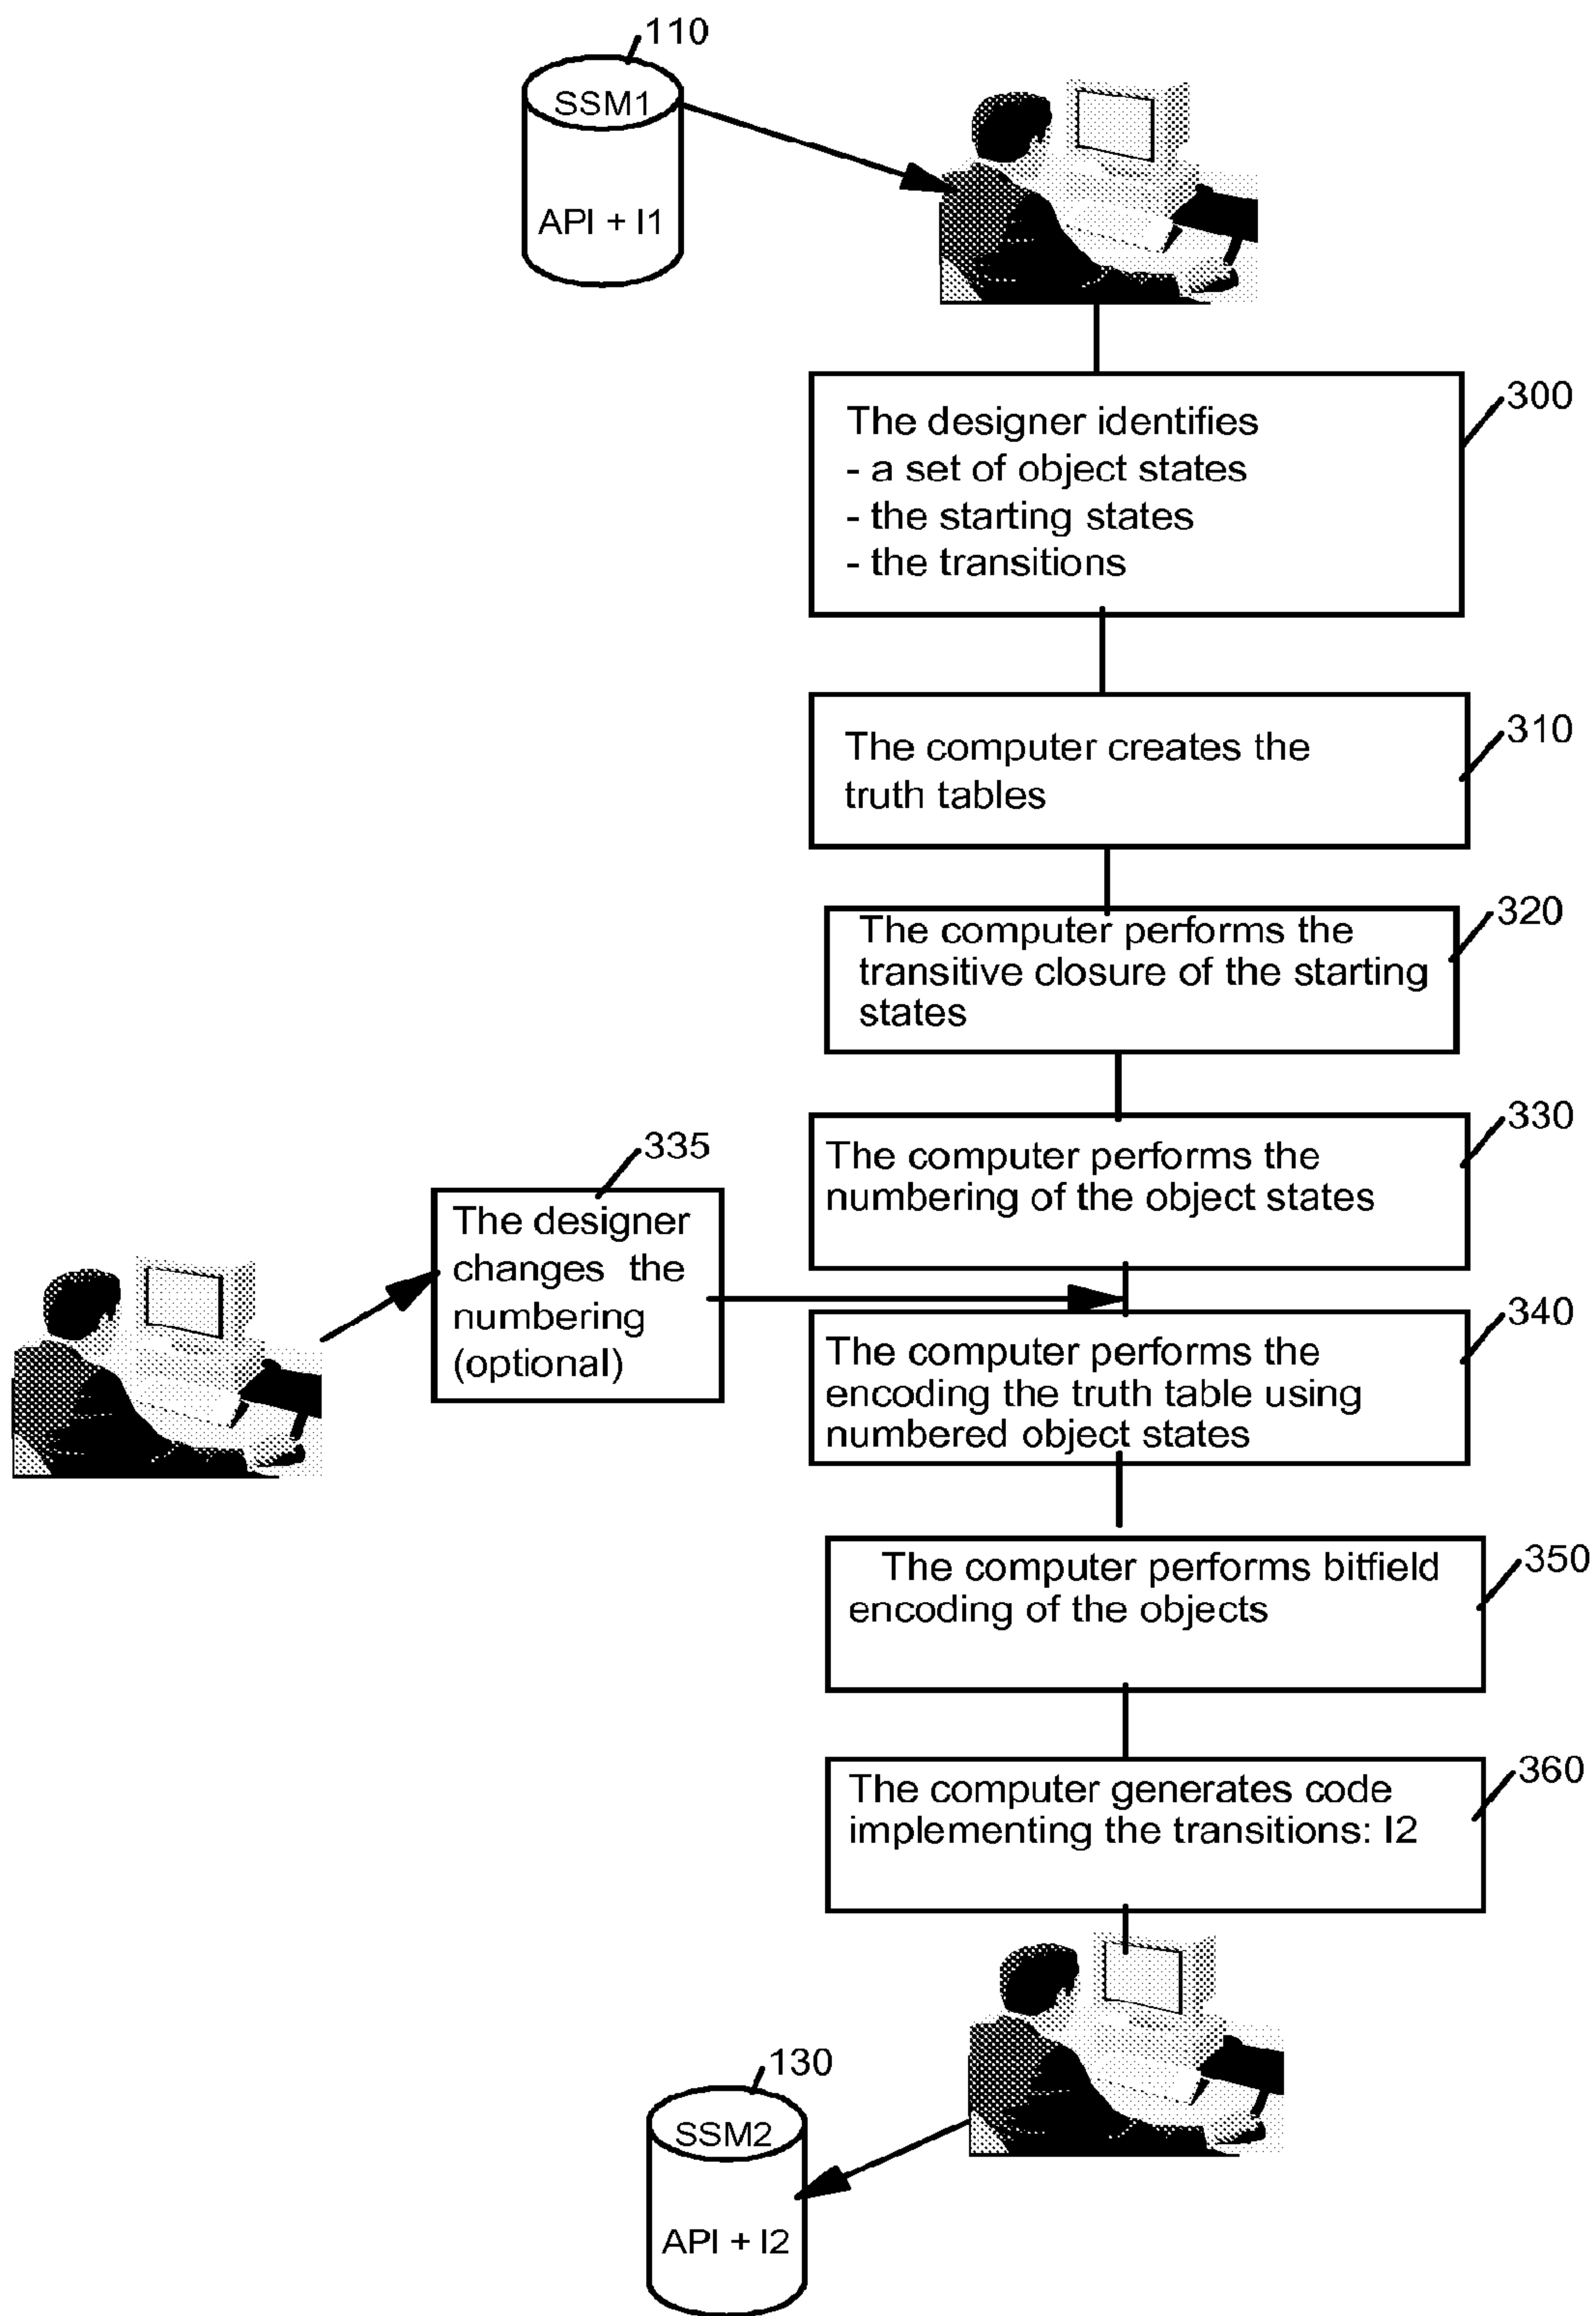 110
SSM1
API + I1
300
The designer identifies
- a set of object states
- the starting states
- the transitions
310
The computer creates the
truth tables
320
The computer performs the
transitive closure of the starting
states
330
The computer performs the
numbering of the object states
335
The designer
changes the
numbering
(optional)
340
The computer performs the
encoding the truth table using
numbered object states
350
The computer performs bitfield
encoding of the objects
360
The computer generates code
implementing the transitions: I2
130
SSM2
API + I2